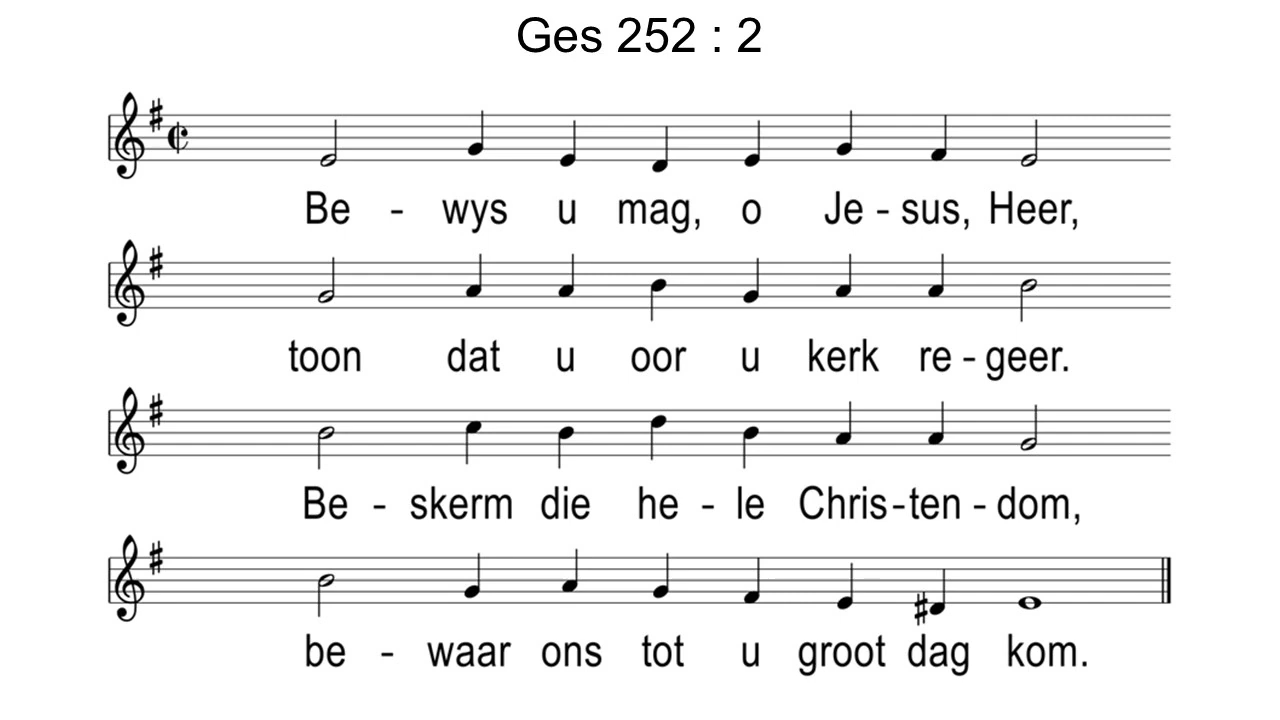 Ges 252 : 2
Be - wys u mag, o Je - sus, Heer,
toon dat u oor u kerk re - geer.
Be - skerm die he - le Chris - ten - dom,
be - waar ons tot u groot dag kom.